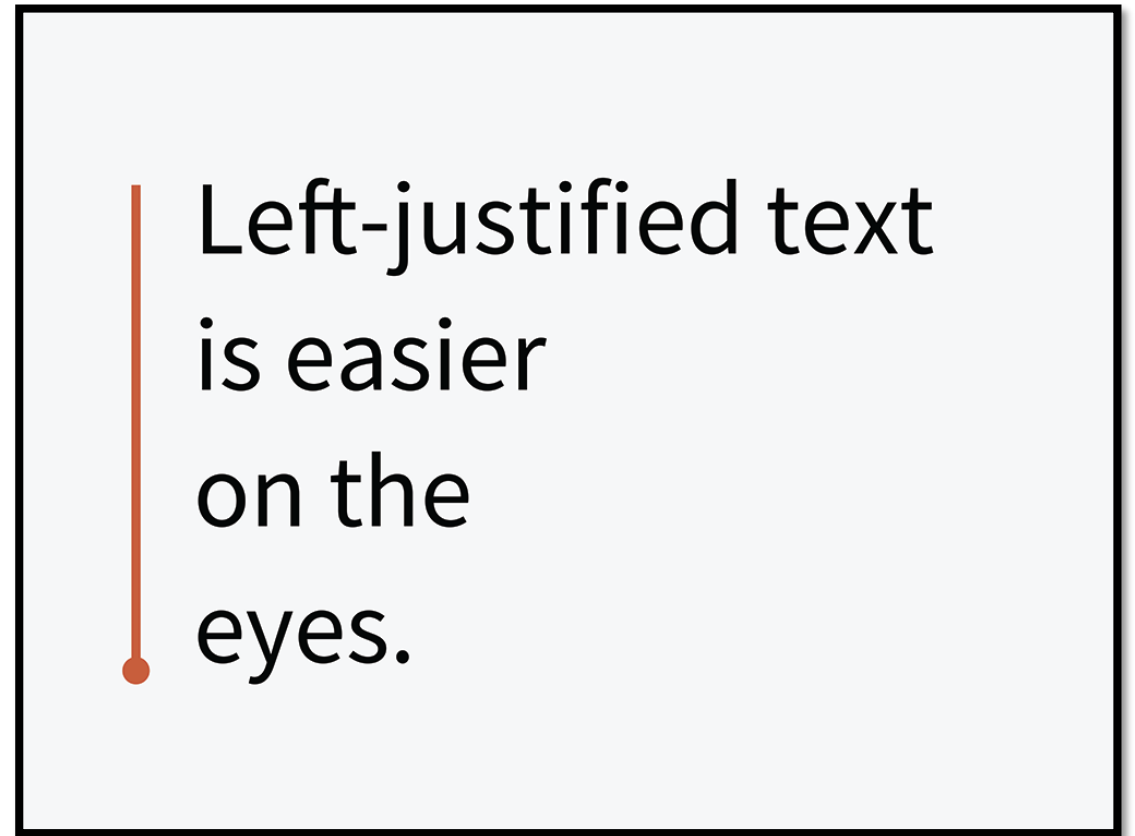 Left-justified text
is easier
on the
eyes.